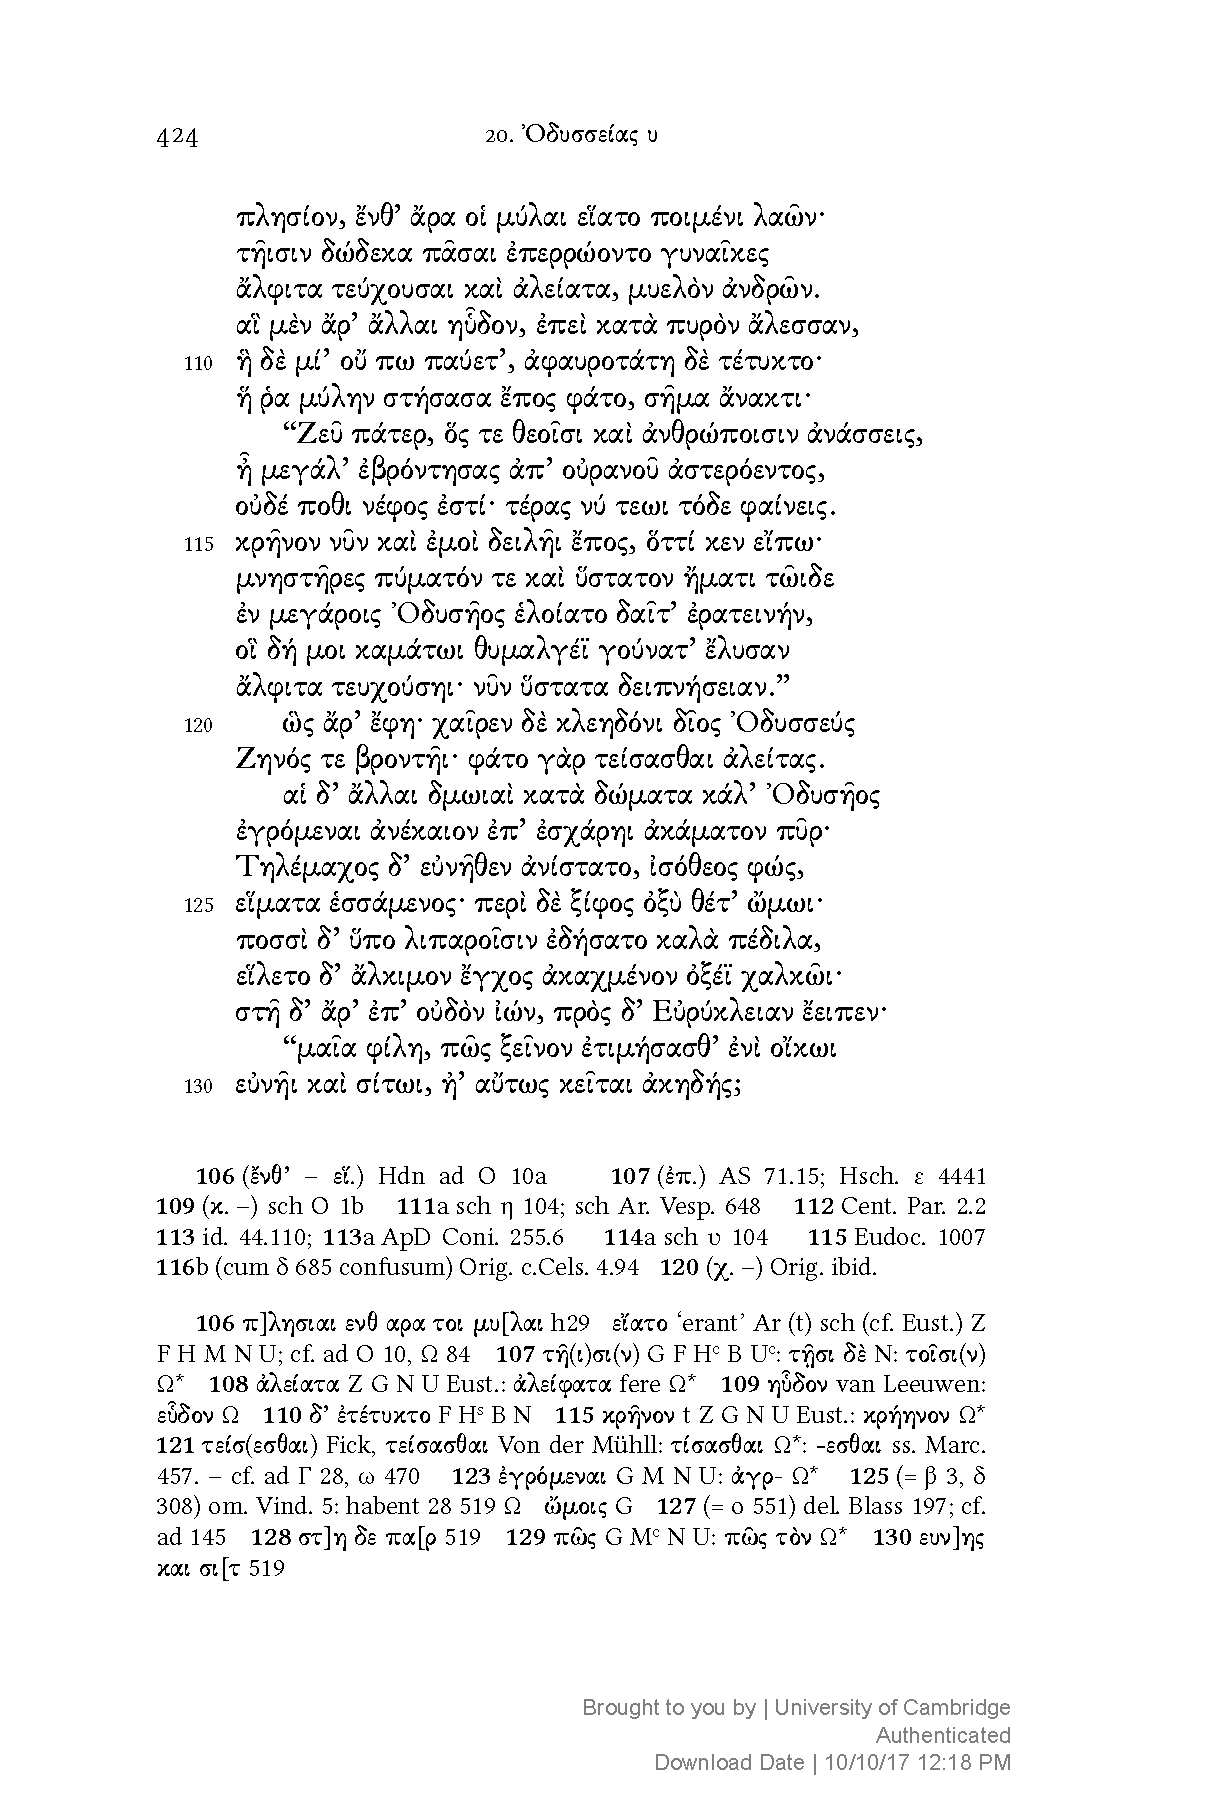 424 20. Ὀδυσσείας υ
πλησίον, ἔνθ’ ἄρα οἱ μύλαι εἵατο ποιμένι λαῶν·
τῆισιν δώδεκα πᾶσαι ἐπερρώοντο γυναῖκες
ἄλφιτα τεύχουσαι καὶ ἀλείατα, μυελὸν ἀνδρῶν.
αἳ μὲν ἄρ’ ἄλλαι ηὗδον, ἐπεὶ κατὰ πυρὸν ἄλεσσαν,
110 ἣ δὲ μί’ οὔ πω παύετ’, ἀφαυροτάτη δὲ τέτυκτο·
ἥ ῥα μύλην στήσασα ἔπος φάτο, σῆμα ἄνακτι·
“Ζεῦ πάτερ, ὅς τε θεοῖσι καὶ ἀνθρώποισιν ἀνάσσεις,
ἦ μεγάλ’ ἐβρόντησας ἀπ’ οὐρανοῦ ἀστερόεντος,
οὐδέ ποθι νέφος ἐστί· τέρας νύ τεωι τόδε φαίνεις.
115 κρῆνον νῦν καὶ ἐμοὶ δειλῆι ἔπος, ὅττί κεν εἴπω·
μνηστῆρες πύματόν τε καὶ ὕστατον ἤματι τῶιδε
ἐν μεγάροις Ὀδυσῆος ἑλοίατο δαῖτ’ ἐρατεινήν,
οἳ δή μοι καμάτωι θυμαλγέϊ γούνατ’ ἔλυσαν
ἄλφιτα τευχούσηι· νῦν ὕστατα δειπνήσειαν.”
120 ὣς ἄρ’ ἔφη· χαῖρεν δὲ κλεηδόνι δῖος Ὀδυσσεύς
Ζηνός τε βροντῆι· φάτο γὰρ τείσασθαι ἀλείτας.
αἱ δ’ ἄλλαι δμωιαὶ κατὰ δώματα κάλ’ Ὀδυσῆος
ἐγρόμεναι ἀνέκαιον ἐπ’ ἐσχάρηι ἀκάματον πῦρ·
Τηλέμαχος δ’ εὐνῆθεν ἀνίστατο, ἰσόθεος φώς,
125 εἵματα ἑσσάμενος· περὶ δὲ ξίφος ὀξὺ θέτ’ ὤμωι·
ποσσὶ δ’ ὕπο λιπαροῖσιν ἐδήσατο καλὰ πέδιλα,
εἵλετο δ’ ἄλκιμον ἔγχος ἀκαχμένον ὀξέϊ χαλκῶι·
στῆ δ’ ἄρ’ ἐπ’ οὐδὸν ἰών, πρὸς δ’ Εὐρύκλειαν ἔειπεν·
“μαῖα φίλη, πῶς ξεῖνον ἐτιμήσασθ’ ἐνὶ οἴκωι
130 εὐνῆι καὶ σίτωι, ἠ’ αὔτως κεῖται ἀκηδής;
106 (ἔνθ’ – εἵ.) Hdn ad O 10a 107 (ἐπ.) AS 71.15; Hsch. ε 4441
109 (κ. –) sch O 1b 111a sch η 104; sch Ar. Vesp. 648 112 Cent. Par. 2.2
113 id. 44.110; 113a ApD Coni. 255.6 114a sch υ 104 115 Eudoc. 1007
116b (cum δ 685 confusum) Orig. c.Cels. 4.94 120 (χ. –) Orig. ibid.
106 π]λησιαι ενθ αρα τοι μυ[λαι h29 εἴατο ‘erant’ Ar (t) sch (cf. Eust.) Z
F H M N U; cf. ad O 10, Ω 84 107 τῆ(ι)σι(ν) G F Hᶜ B Uᶜ: τῇσι δὲ N: τοῖσι(ν)
Ω* 108 ἀλείατα Z G N U Eust.: ἀλείφατα fere Ω* 109 ηὗδον van Leeuwen:
εὗδον Ω 110 δ’ ἐτέτυκτο F Hˢ B N 115 κρῆνον t Z G N U Eust.: κρήηνον Ω*
121 τείσ(εσθαι) Fick, τείσασθαι Von der Mühll: τίσασθαι Ω*: -εσθαι ss. Marc.
457. – cf. ad Γ 28, ω 470 123 ἐγρόμεναι G M N U: ἀγρ- Ω* 125 (= β 3, δ
308) om. Vind. 5: habent 28 519 Ω ὤμοις G 127 (= ο 551) del. Blass 197; cf.
ad 145 128 στ]η δε πα[ρ 519 129 πῶς G Mᶜ N U: πῶς τὸν Ω* 130 ευν]ης
και σι[τ 519
Brought to you by | University of Cambridge
Authenticated
Download Date | 10/10/17 12:18 PM